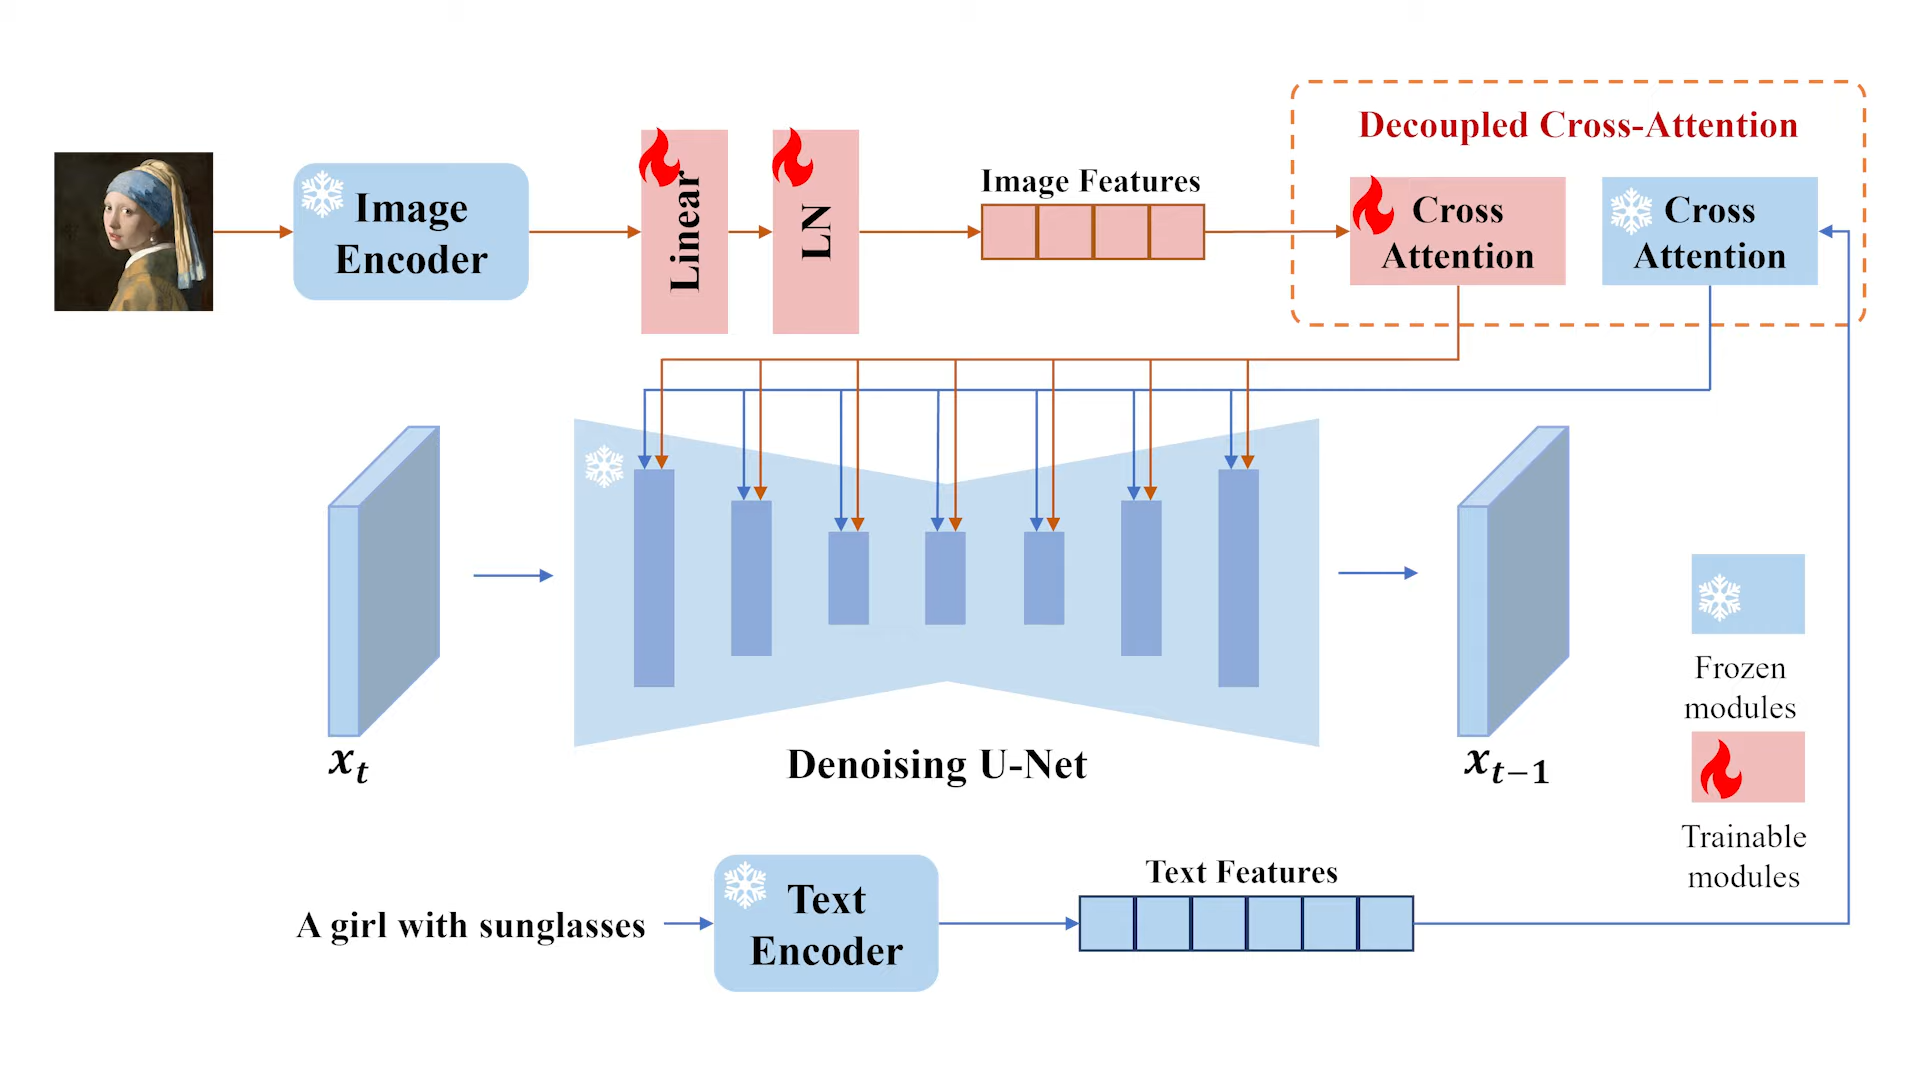 Decoupled Cross-Attention
Image
Encoder
Linear
LN
Image Features
Cross
Attention
Cross
Attention
x_t
Denoising U-Net
x_{t-1}
Frozen
modules
Trainable
modules
A girl with sunglasses
Text
Encoder
Text Features